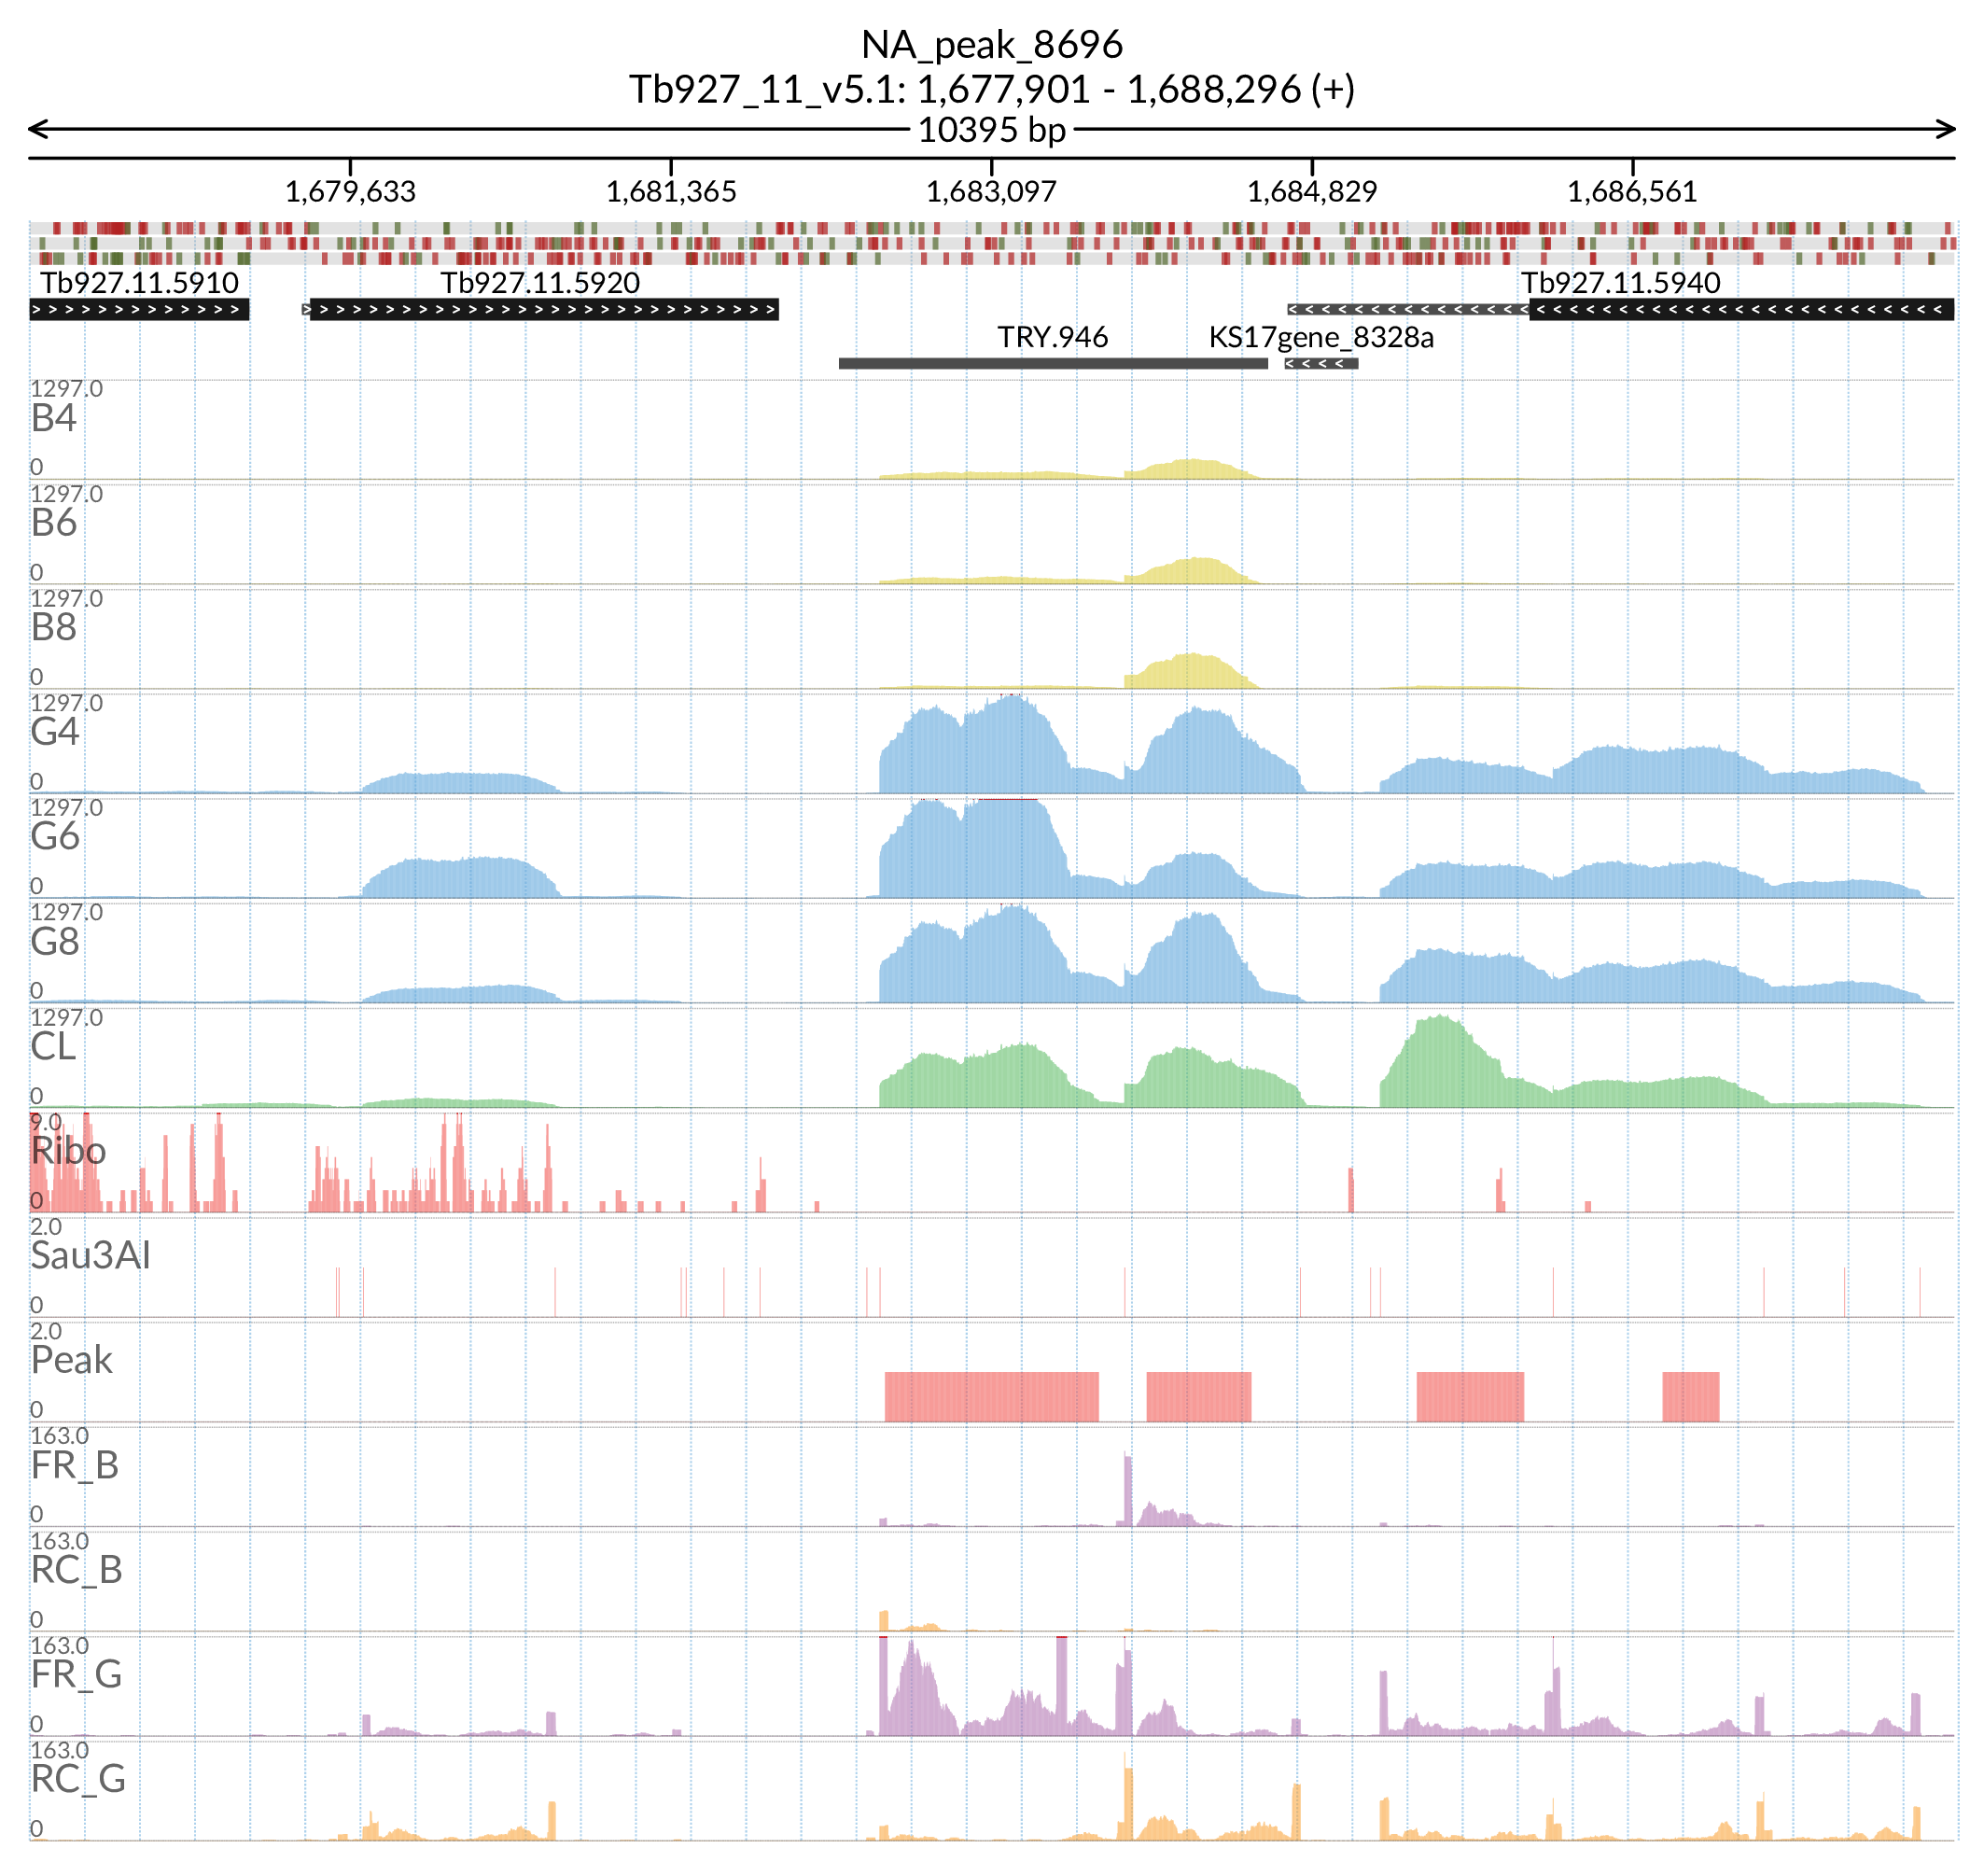 NA_peak_8696
Tb927_11_v5.1: 1,677,901 - 1,688,296 (+)
10395 bp
1,679,633 1,681,365 1,683,097 1,684,829 1,686,561
Tb927.11.5910 Tb927.11.5920 Tb927.11.5940
TRY.946 KS17gene_8328a
1297.0
B4
0
1297.0
B6
0
1297.0
B8
0
1297.0
G4
0
1297.0
G6
0
1297.0
G8
0
1297.0
CL
0
9.0
Ribo
0
2.0
Sau3AI
0
2.0
Peak
0
163.0
FR_B
0
163.0
RC_B
0
163.0
FR_G
0
163.0
RC_G
0